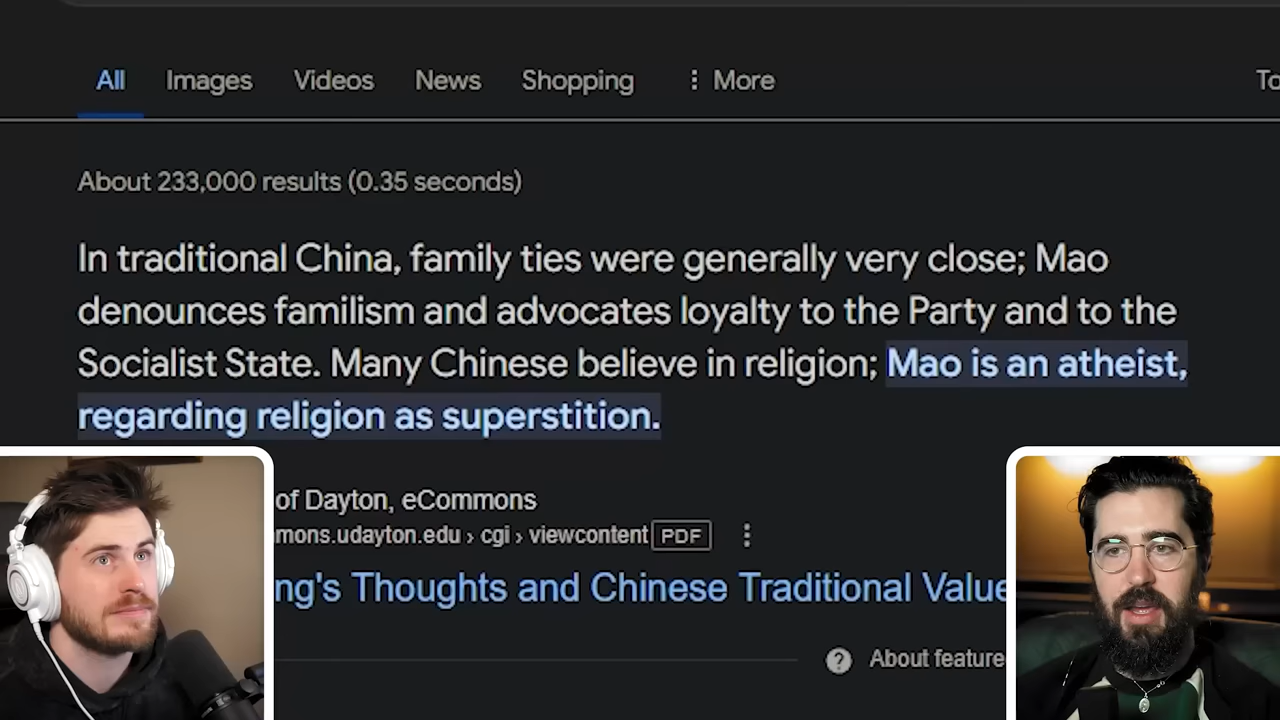 All Images Videos News Shopping More
About 233,000 results (0.35 seconds)
In traditional China, family ties were generally very close; Mao
denounces familism and advocates loyalty to the Party and to the
Socialist State. Many Chinese believe in religion; Mao is an atheist,
regarding religion as superstition.
of Dayton, eCommons
mons.udayton.edu › cgi › viewcontent PDF
ng's Thoughts and Chinese Traditional Value
About feature